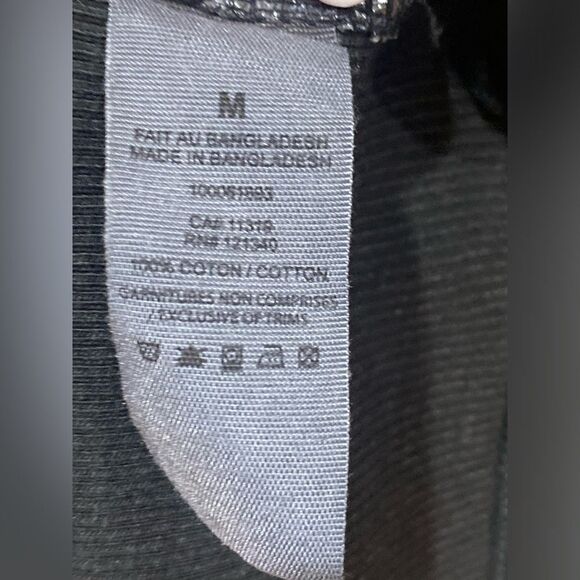 M
FAIT AU BANGLADESH
MADE IN BANGLADESH
100061893
CA# 11319
RN# 121340
100% COTON / COTTON
GARNITURES NON COMPRISES
/ EXCLUSIVE OF TRIMS.